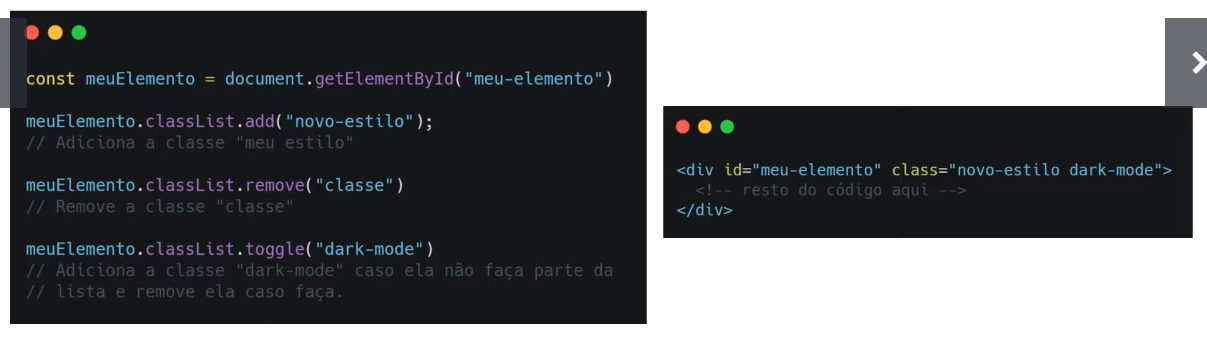 const meuElemento = document.getElementById("meu-elemento")
meuElemento.classList.add("novo-estilo");
// Adiciona a classe "meu estilo"
meuElemento.classList.remove("classe")
// Remove a classe "classe"
meuElemento.classList.toggle("dark-mode")
// Adiciona a classe "dark-mode" caso ela não faça parte da
// lista e remove ela caso faça.
<div id="meu-elemento" class="novo-estilo dark-mode">
<!-- resto do código aqui -->
</div>